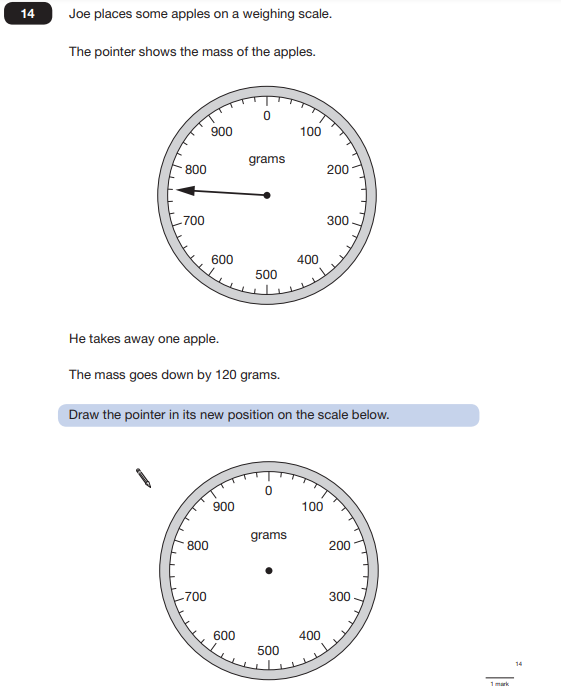 14
Joe places some apples on a weighing scale.
The pointer shows the mass of the apples.
0
900 100
grams
800 200
700 300
600 400
500
He takes away one apple.
The mass goes down by 120 grams.
Draw the pointer in its new position on the scale below.
0
900 100
grams
800 200
700 300
600 400
500
14
1 mark